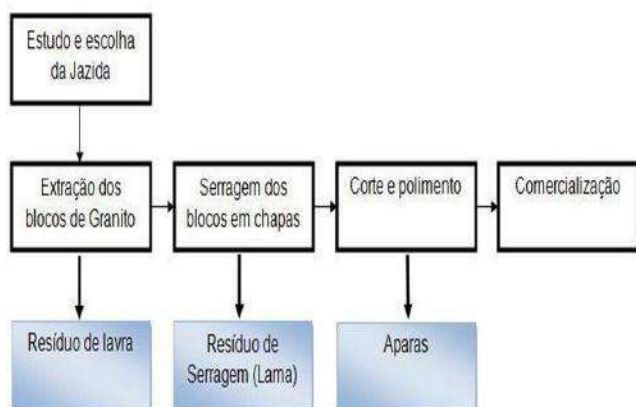 Estudo e escolha
da Jazida
Extração dos
blocos de Granito
Serragem dos
blocos em chapas
Corte e polimento
Comercialização
Resíduo de lavra
Resíduo de
Serragem (Lama)
Aparas